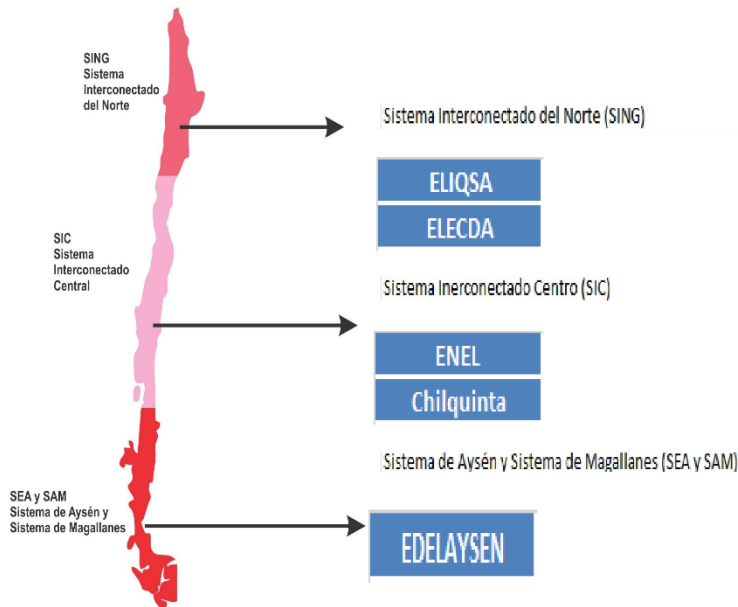 SING
Sistema
Interconectado
del Norte
Sistema Interconectado del Norte (SING)
ELIQSA
ELECDA
SIC
Sistema
Interconectado
Central
Sistema Inerconectado Centro (SIC)
ENEL
Chilquinta
Sistema de Aysén y Sistema de Magallanes (SEA y SAM)
SEA y SAM
Sistema de Aysén y
Sistema de Magallanes
EDELAYSEN